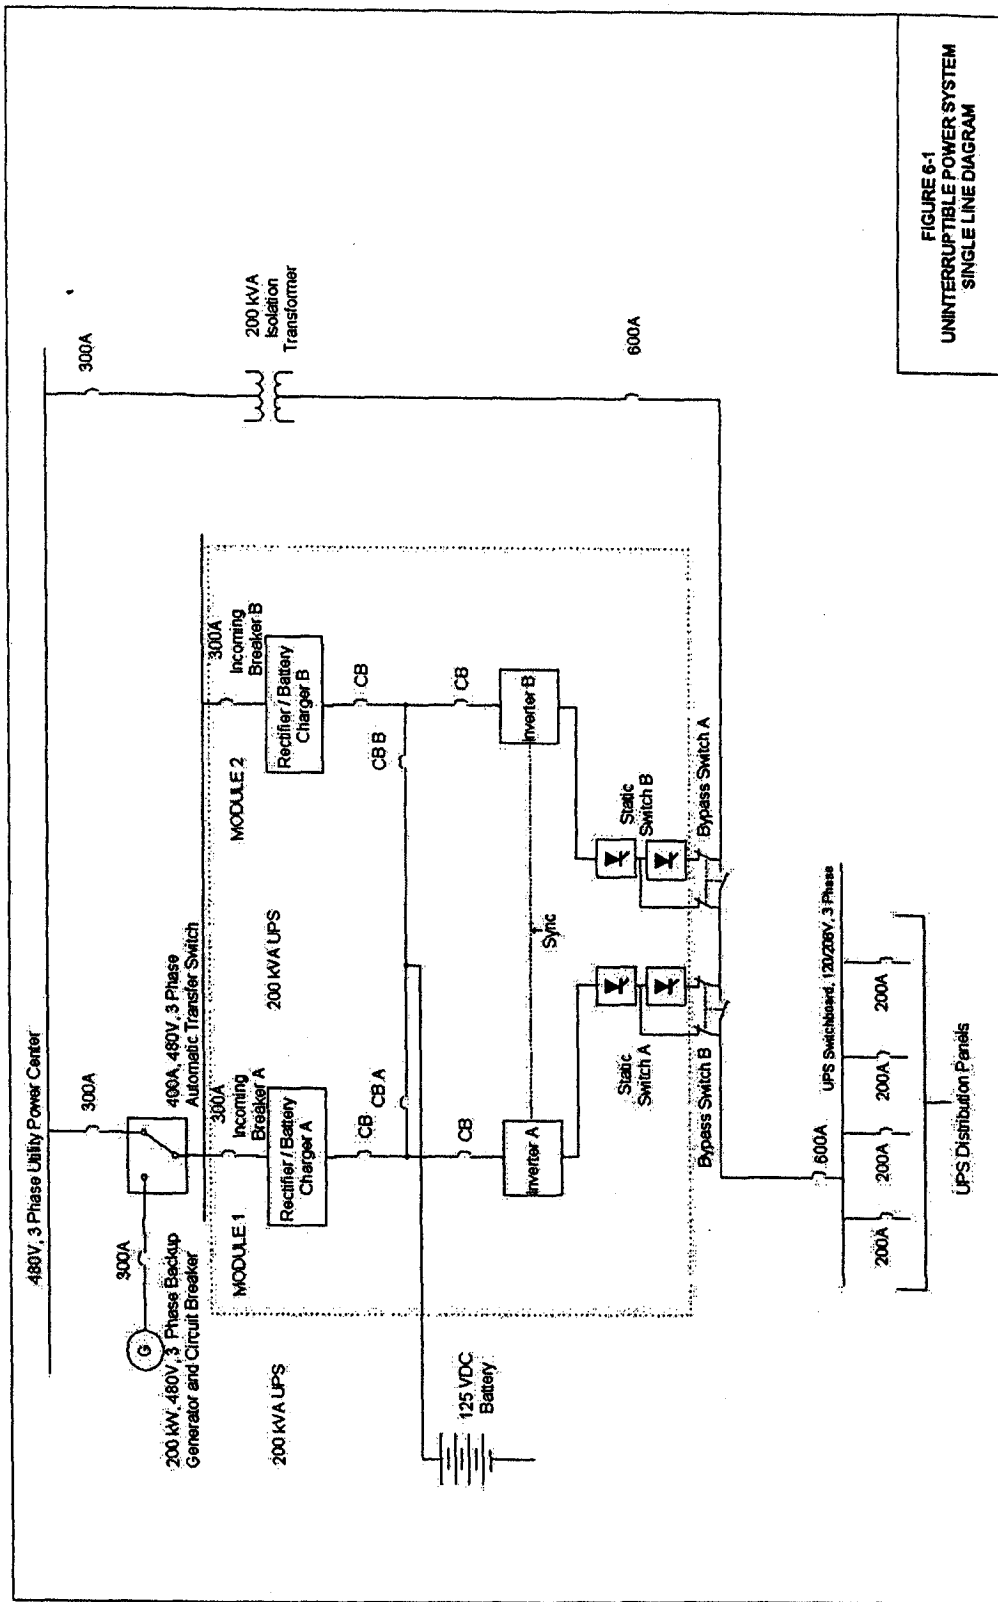 480V, 3 Phase Utility Power Center
300A
300A
300A
G
200 kW, 480V, 3 Phase Backup
Generator and Circuit Breaker
400A, 480V, 3 Phase
Automatic Transfer Switch
200 kVA
Isolation
Transformer
200 KVA UPS
MODULE 1
300A
Incoming
Breaker A
Rectifier / Battery
Charger A
200 KVA UPS
MODULE 2
300A
Incoming
Breaker B
Rectifier / Battery
Charger B
CB
CB A
CB B
CB
125 VDC
Battery
CB
CB
Inverter A
Sync
Inverter B
Static
Switch A
Static
Switch B
600A
Bypass Switch B
Bypass Switch A
600A
UPS Switchboard, 120/208V, 3 Phase
200A
200A
200A
200A
UPS Distribution Panels
FIGURE 6-1
UNINTERRUPTIBLE POWER SYSTEM
SINGLE LINE DIAGRAM